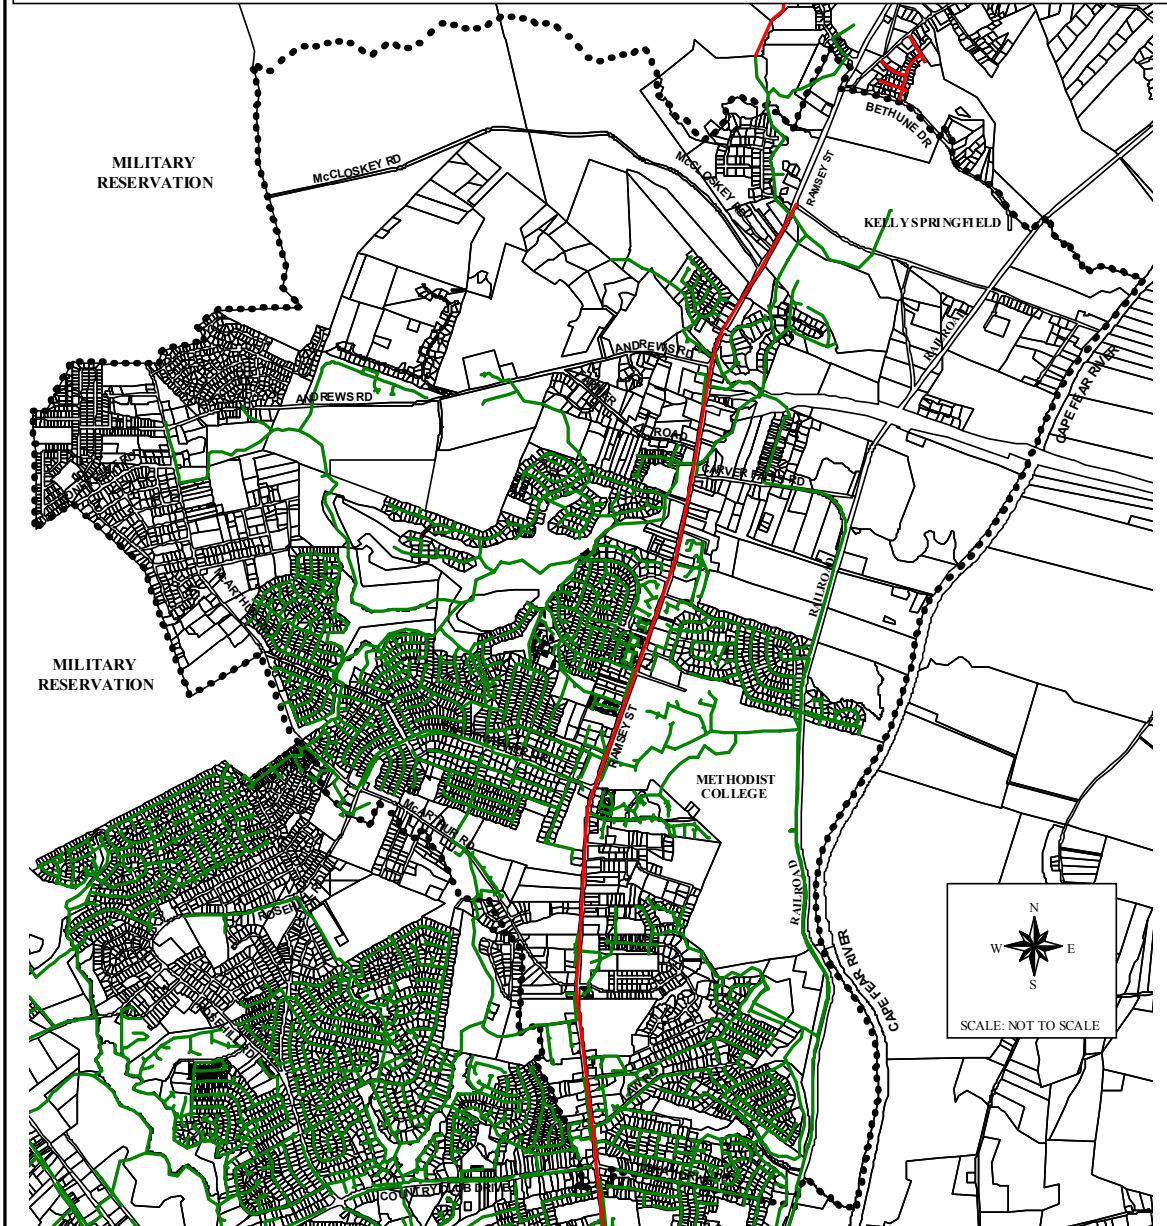 BETHUNE DR
MILITARY
RESERVATION
McCLOSKEY RD
McCLOSKEY RD
RAMSEY ST
KELLY SPRINGFIELD
RAILROAD
ANDREWS RD
CAPE FEAR RIVER
ANDREWS RD
ROAD
CARVER RD
RAILROAD
MILITARY
RESERVATION
RAMSEY ST
METHODIST
COLLEGE
McARTHUR RD
RAILROAD
N
W E
S
CAPE FEAR RIVER
SCALE: NOT TO SCALE
COUNTRY CLUB DRIVE